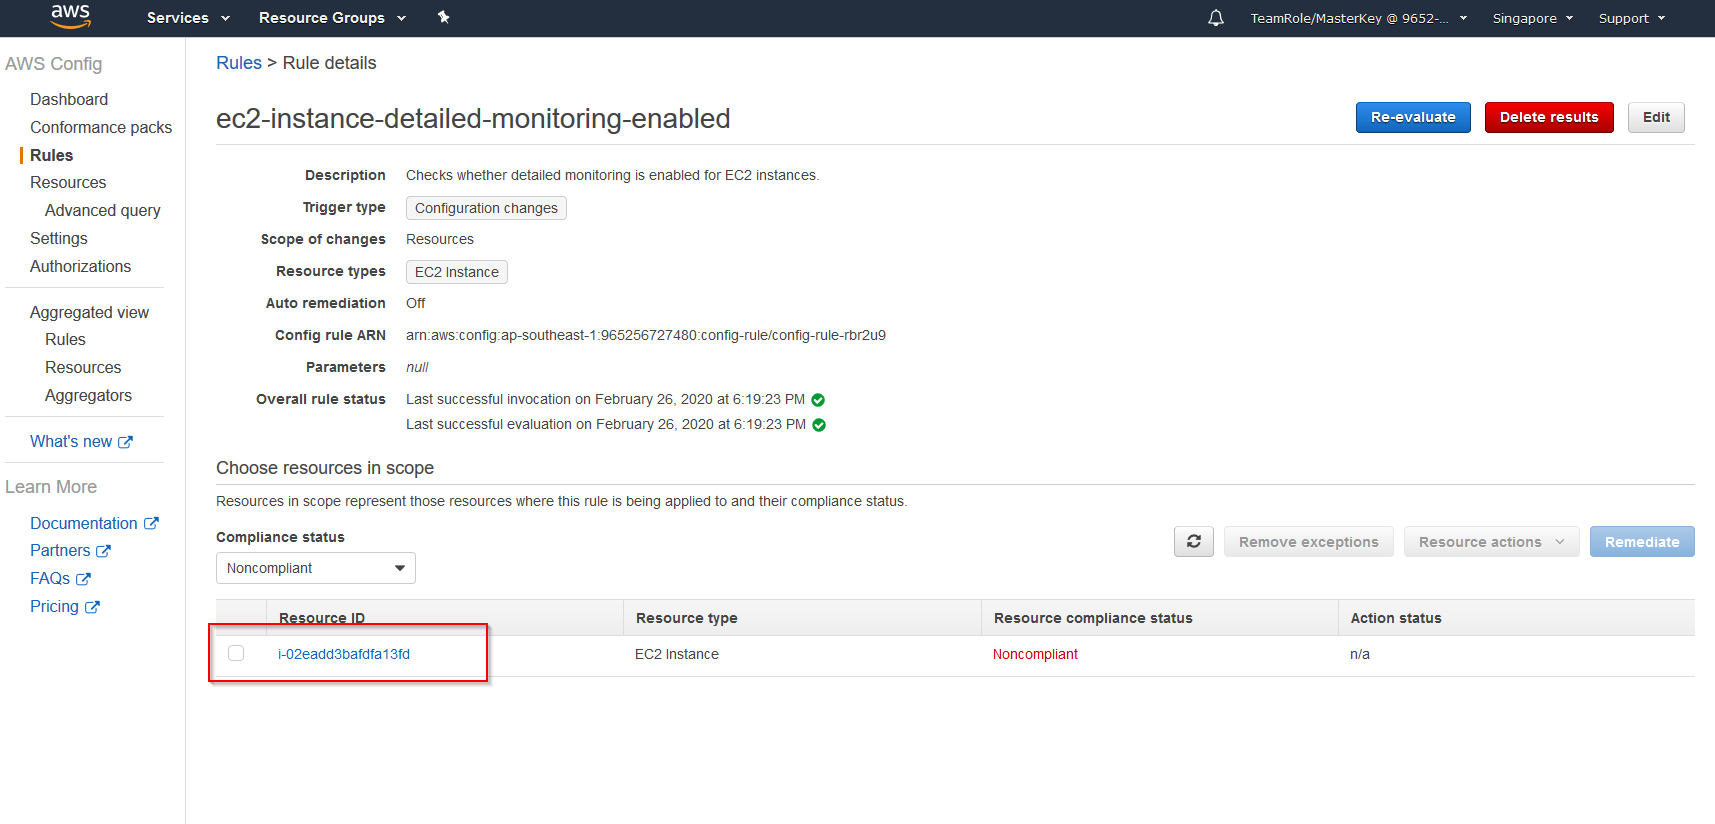 aws Services Resource Groups TeamRole/MasterKey @ 9652-... Singapore Support
AWS Config
Dashboard
Conformance packs
Rules
Resources
Advanced query
Settings
Authorizations
Aggregated view
Rules
Resources
Aggregators
What's new
Learn More
Documentation
Partners
FAQs
Pricing
Rules > Rule details
ec2-instance-detailed-monitoring-enabled
Re-evaluate Delete results Edit
Description Checks whether detailed monitoring is enabled for EC2 instances.
Trigger type Configuration changes
Scope of changes Resources
Resource types EC2 Instance
Auto remediation Off
Config rule ARN arn:aws:config:ap-southeast-1:965256727480:config-rule/config-rule-rbr2u9
Parameters null
Overall rule status Last successful invocation on February 26, 2020 at 6:19:23 PM
Last successful evaluation on February 26, 2020 at 6:19:23 PM
Choose resources in scope
Resources in scope represent those resources where this rule is being applied to and their compliance status.
Compliance status
Noncompliant
Remove exceptions Resource actions Remediate
Resource ID Resource type Resource compliance status Action status
i-02eadd3bafdfa13fd EC2 Instance Noncompliant n/a